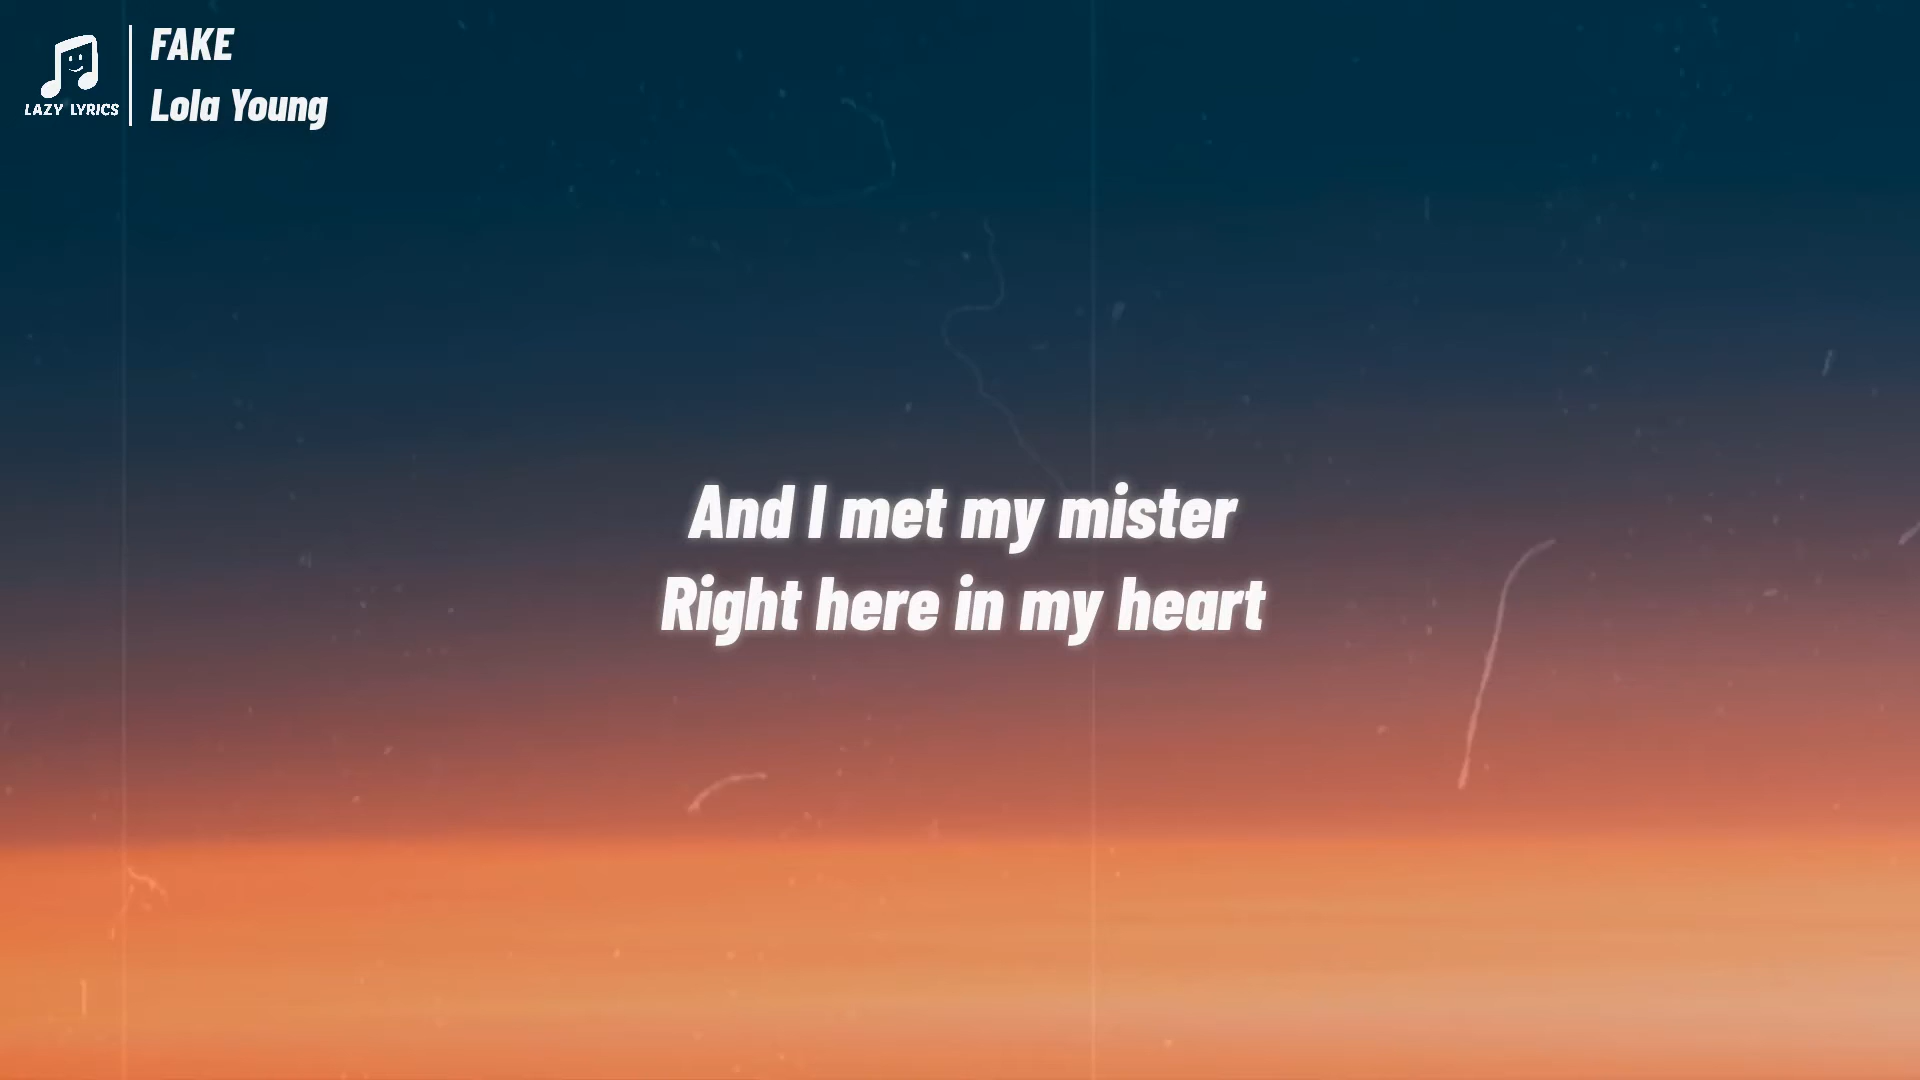 LAZY LYRICS
FAKE
Lola Young
And I met my mister
Right here in my heart